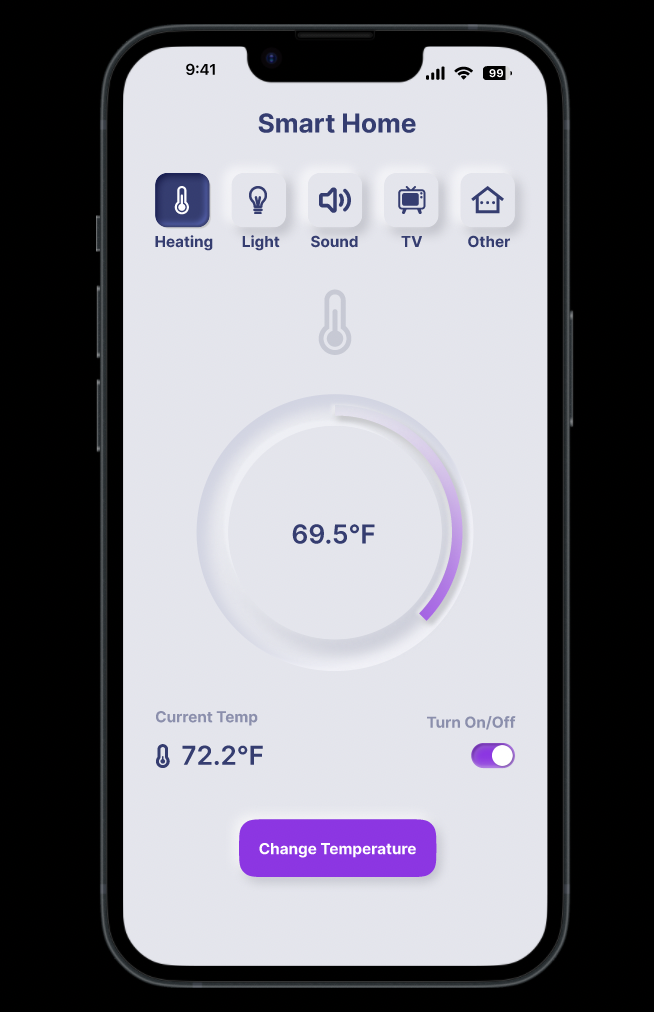 9:41
99
Smart Home
Heating Light Sound TV Other
69.5°F
Current Temp
Turn On/Off
72.2°F
Change Temperature